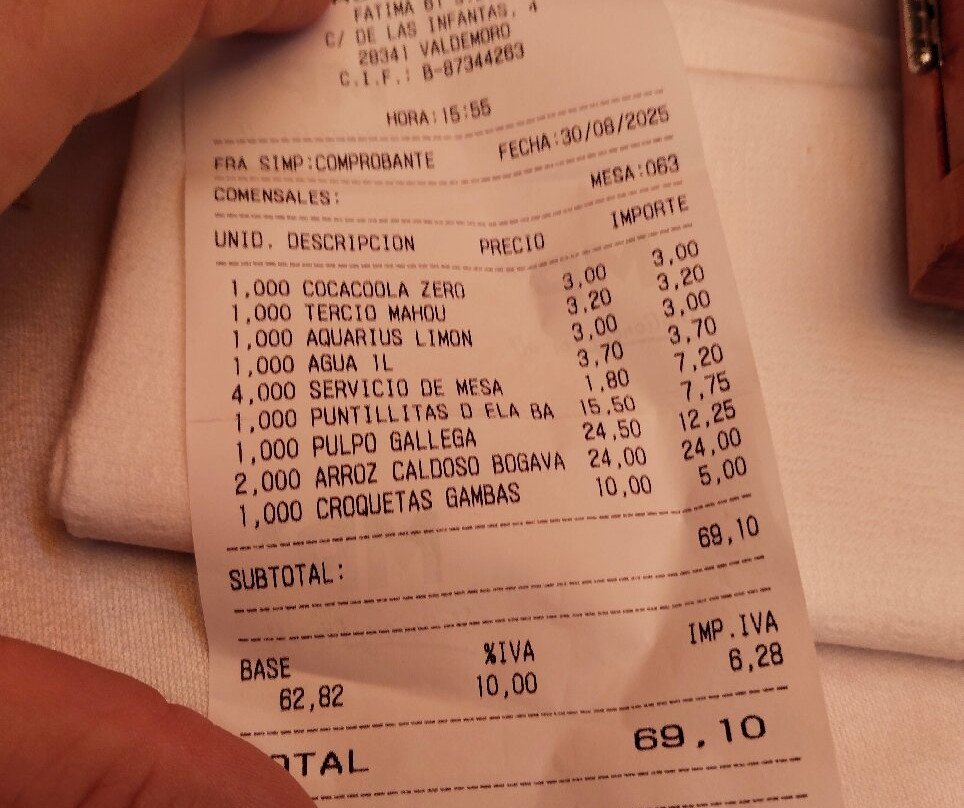 FATIMA
C/ DE LAS INFANTAS, 4
28341 VALDEMORO
C.I.F.: B-87344263
HORA:15:55
FRA SIMP:COMPROBANTE FECHA:30/08/2025
COMENSALES: MESA:063
UNID. DESCRIPCION PRECIO IMPORTE
1,000 COCACOOLA ZERO 3,00 3,00
1,000 TERCIO MAHOU 3,20 3,20
1,000 AQUARIUS LIMON 3,00 3,00
1,000 AGUA 1L 3,70 3,70
4,000 SERVICIO DE MESA 1,80 7,20
1,000 PUNTILLITAS D ELA BA 15,50 7,75
1,000 PULPO GALLEGA 24,50 12,25
2,000 ARROZ CALDOSO BOGAVA 24,00 24,00
1,000 CROQUETAS GAMBAS 10,00 5,00
SUBTOTAL: 69,10
BASE %IVA IMP.IVA
62,82 10,00 6,28
OTAL 69,10